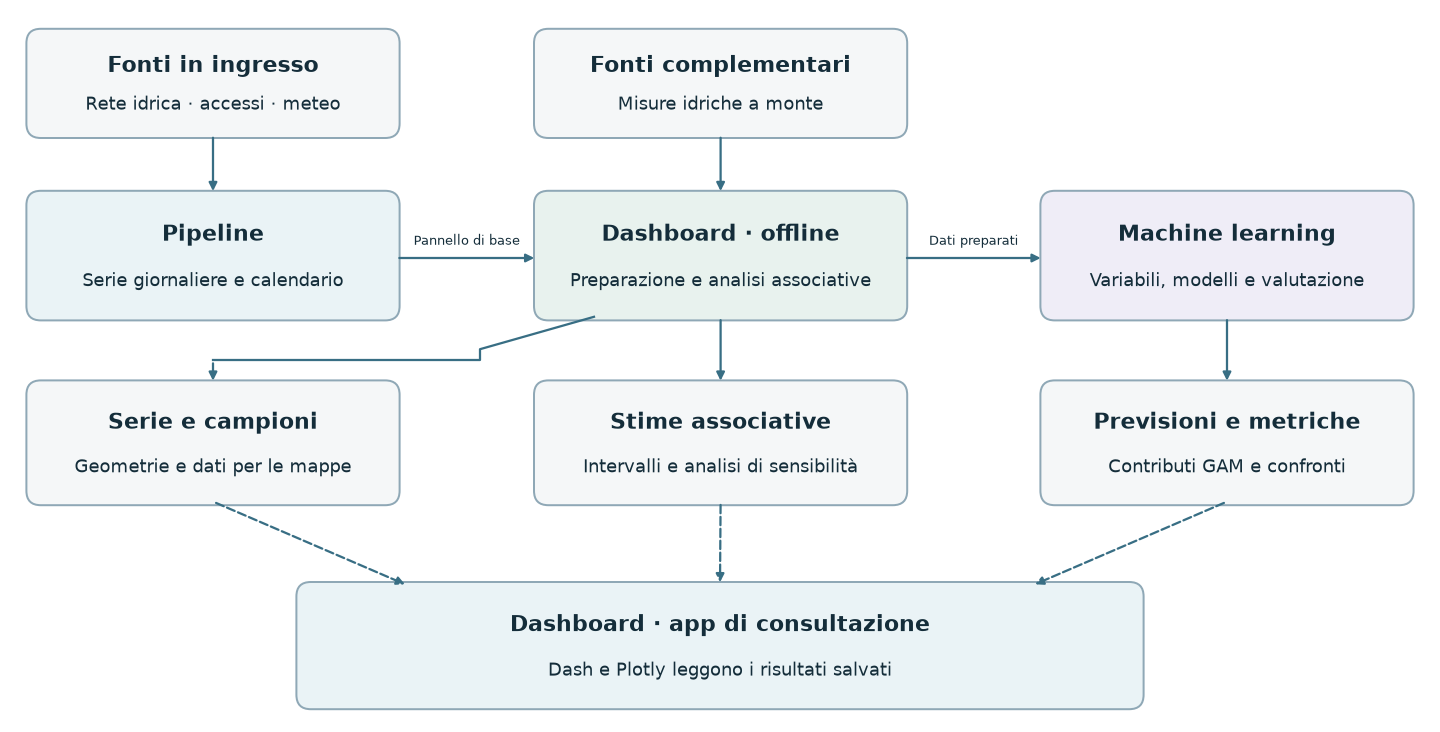 Fonti in ingresso
Rete idrica · accessi · meteo
Fonti complementari
Misure idriche a monte
Pipeline
Serie giornaliere e calendario
Pannello di base
Dashboard · offline
Preparazione e analisi associative
Dati preparati
Machine learning
Variabili, modelli e valutazione
Serie e campioni
Geometrie e dati per le mappe
Stime associative
Intervalli e analisi di sensibilità
Previsioni e metriche
Contributi GAM e confronti
Dashboard · app di consultazione
Dash e Plotly leggono i risultati salvati